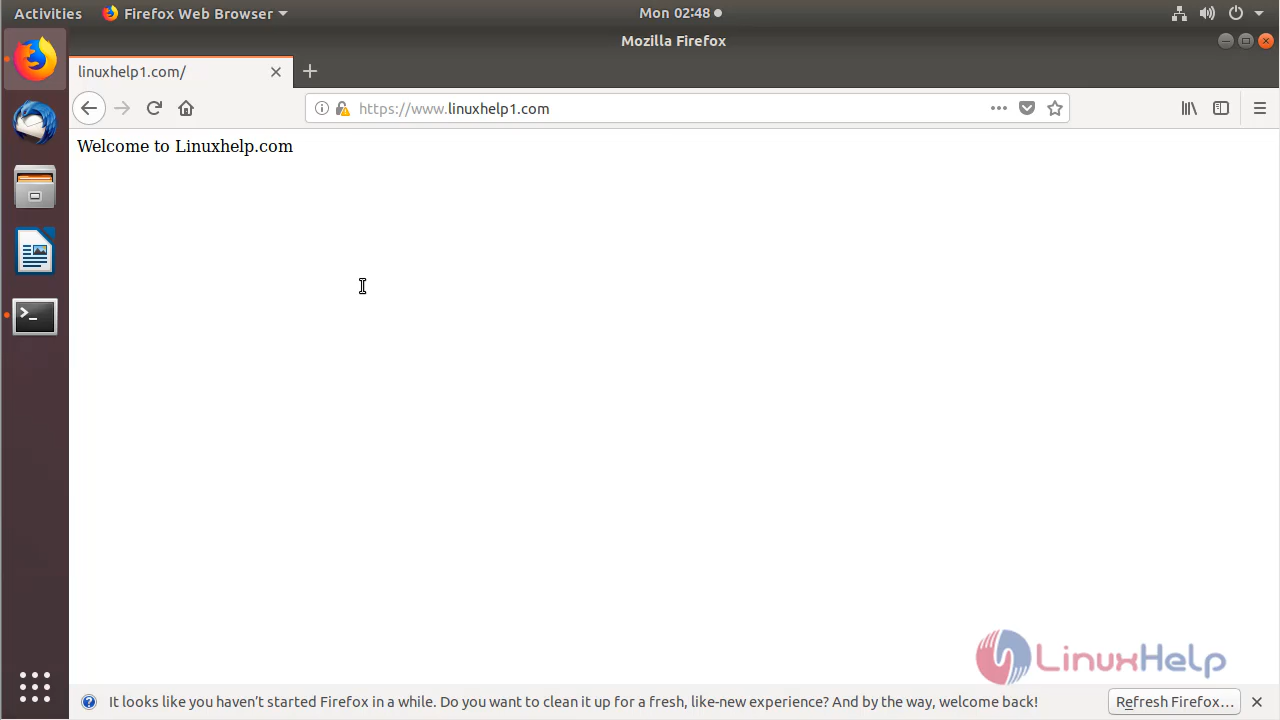 Activities Firefox Web Browser Mon 02:48
Mozilla Firefox
linuxhelp1.com/
https://www.linuxhelp1.com
Welcome to Linuxhelp.com
LinuxHelp
It looks like you haven't started Firefox in a while. Do you want to clean it up for a fresh, like-new experience? And by the way, welcome back! Refresh Firefox…